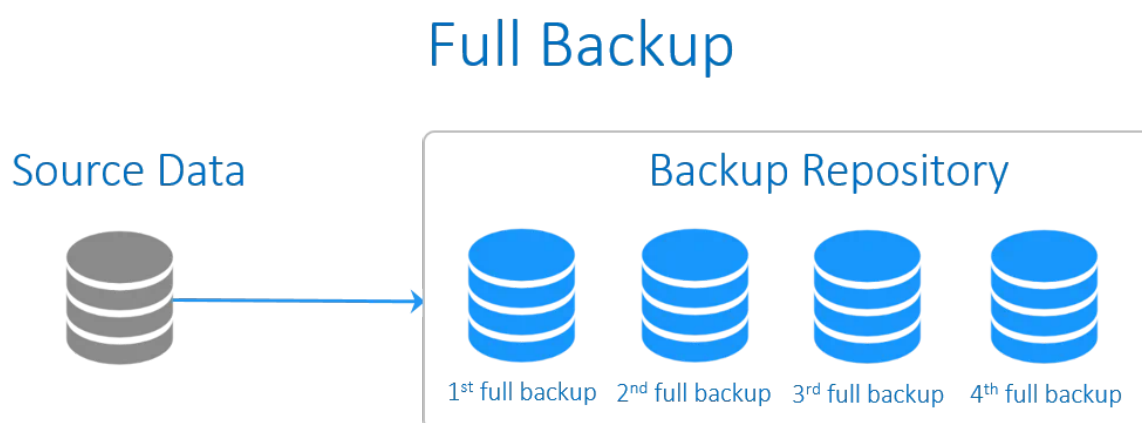 Full Backup
Source Data
Backup Repository
1st full backup
2nd full backup
3rd full backup
4th full backup